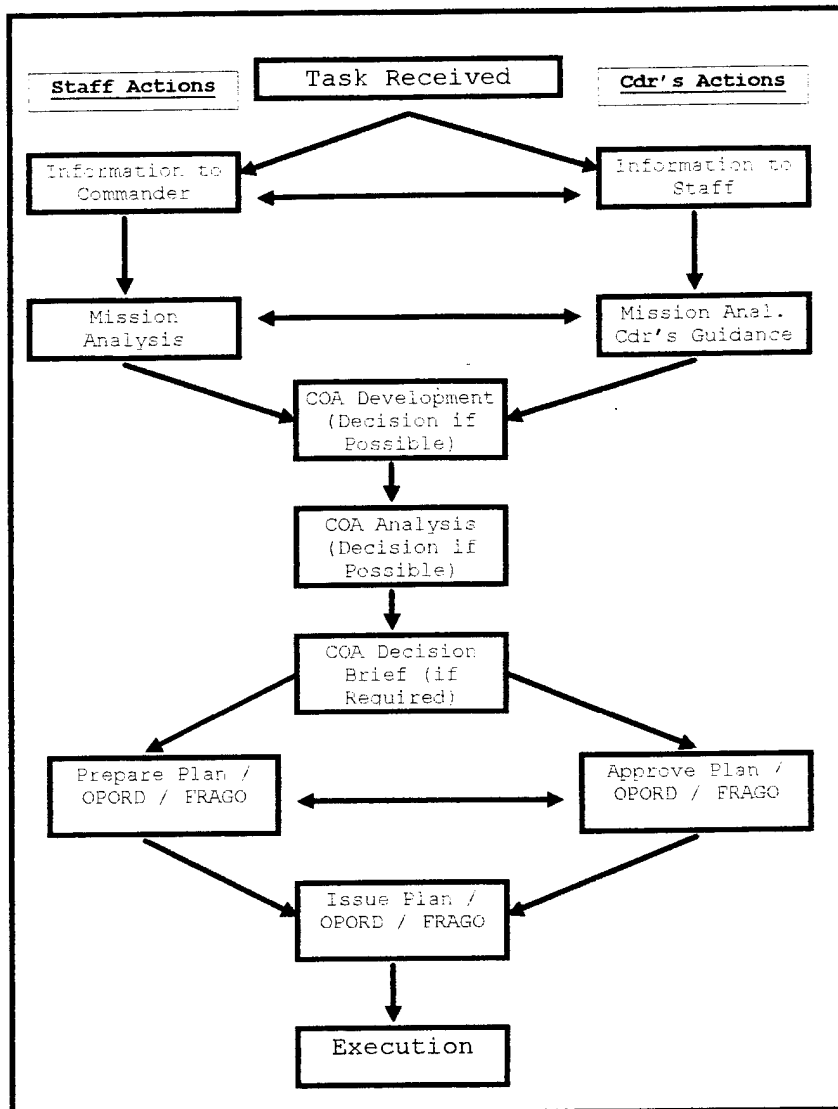 Task Received
Staff Actions
Cdr's Actions
Information to
Commander
Information to
Staff
Mission
Analysis
Mission Anal.
Cdr's Guidance
COA Development
(Decision if
Possible)
COA Analysis
(Decision if
Possible)
COA Decision
Brief (if
Required)
Prepare Plan /
OPORD / FRAGO
Approve Plan /
OPORD / FRAGO
Issue Plan /
OPORD / FRAGO
Execution